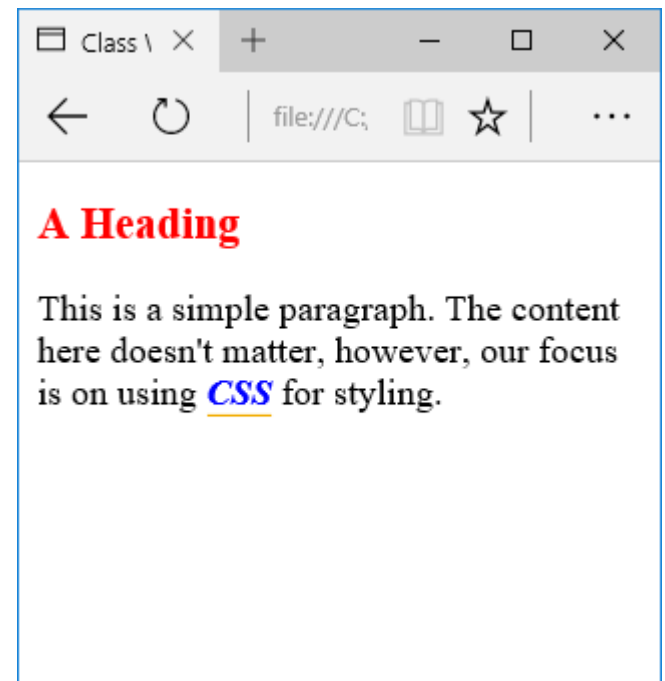 Class \
file:///C:
A Heading
This is a simple paragraph. The content
here doesn't matter, however, our focus
is on using CSS for styling.